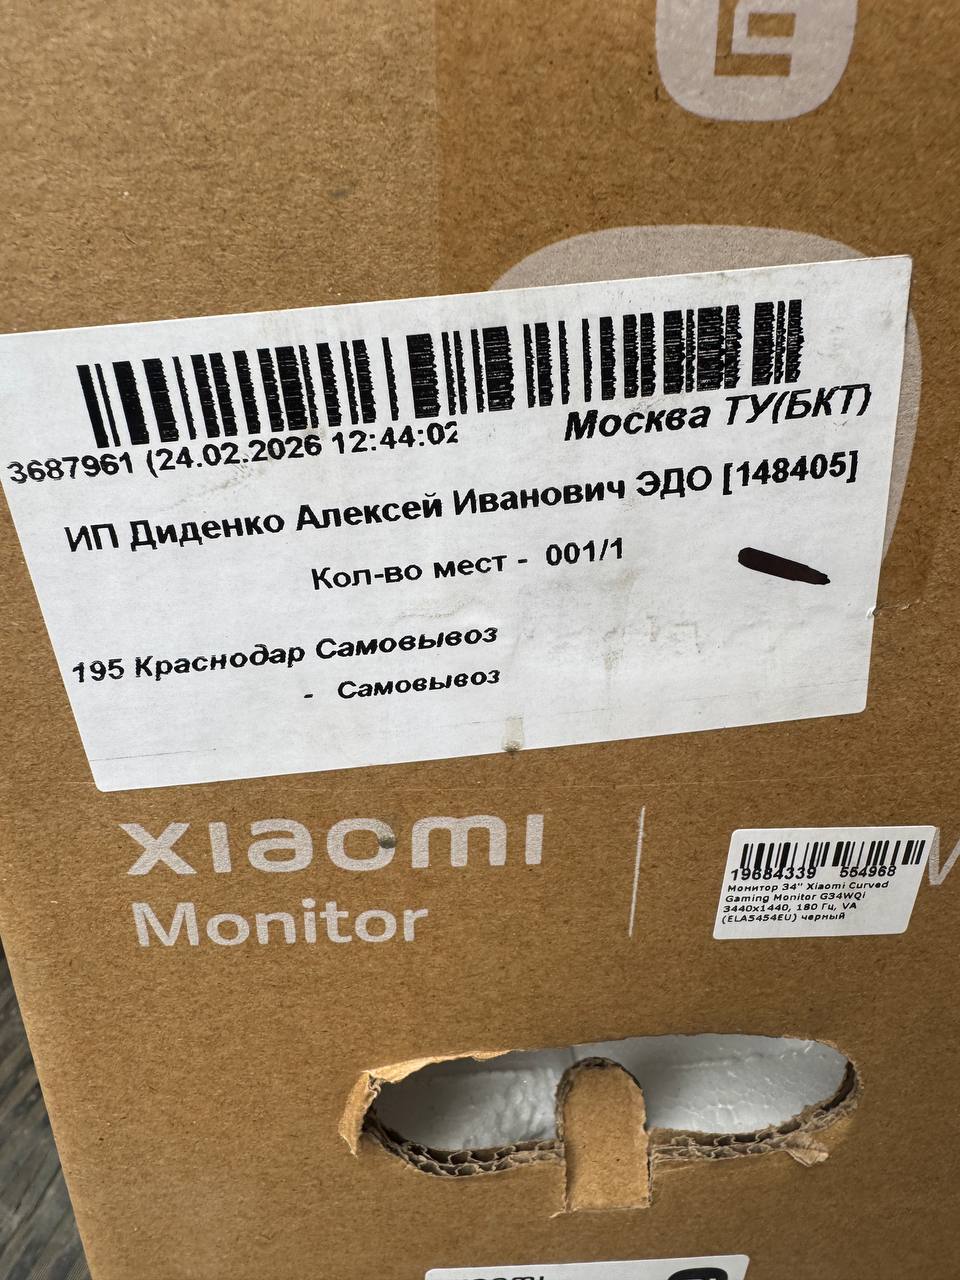 3687961 (24.02.2026 12:44:02
Москва ТУ(БКТ)
ИП Диденко Алексей Иванович ЭДО [148405]
Кол-во мест - 001/1
195 Краснодар Самовывоз
- Самовывоз
xiaomi
Monitor
19684339 554968
Монитор 34" Xiaomi Curved
Gaming Monitor G34WQi
3440x1440, 180 Гц, VA
(ELA5454EU) черный
xiaomi